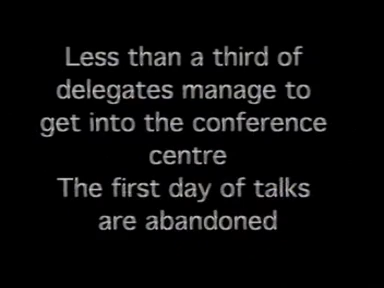 Less than a third of
delegates manage to
get into the conference
centre
The first day of talks
are abandoned